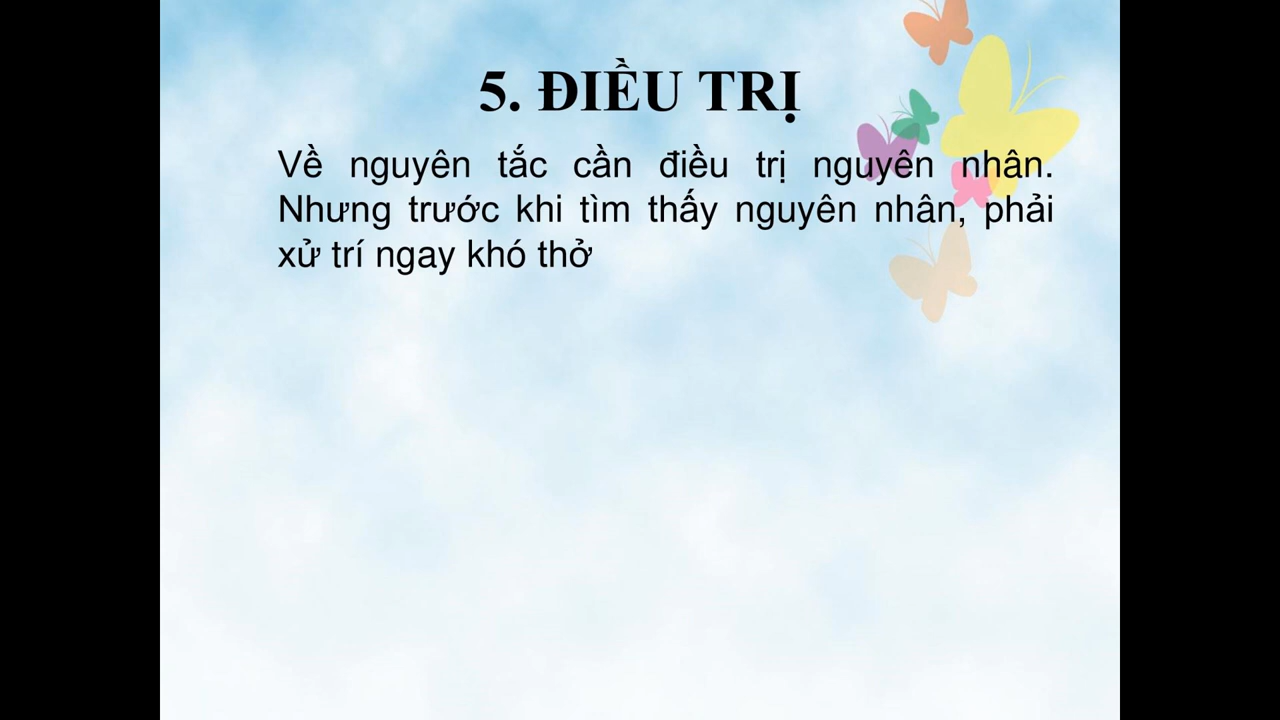 5. ĐIỀU TRỊ
Về nguyên tắc cần điều trị nguyên nhân.
Nhưng trước khi tìm thấy nguyên nhân, phải
xử trí ngay khó thở